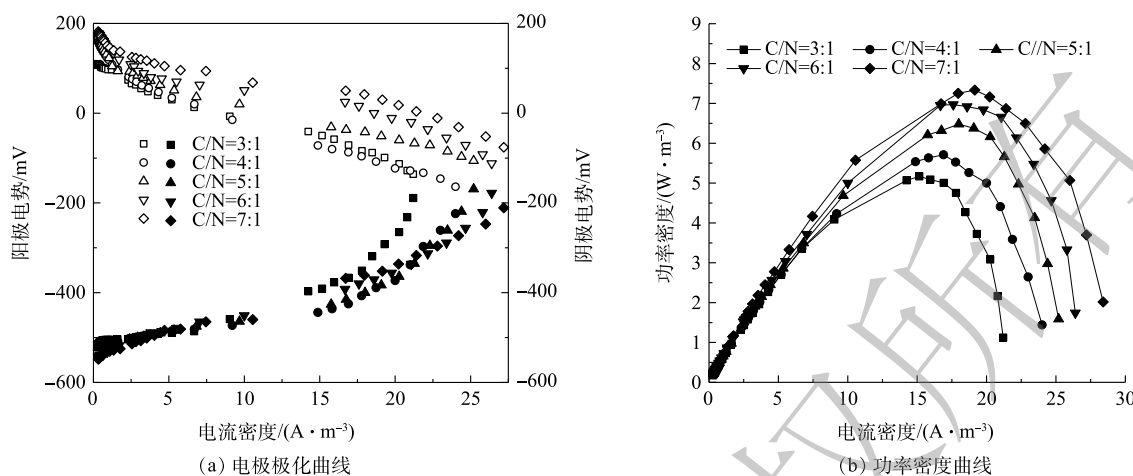 200
0
−200
−400
−600
阳极电势/mV
C/N=3:1
C/N=4:1
C/N=5:1
C/N=6:1
C/N=7:1
200
0
−200
−400
−600
阴极电势/mV
0 5 10 15 20 25
电流密度/(A·m⁻³)
(a) 电极极化曲线
9
8
7
6
5
4
3
2
1
0
功率密度/(W·m⁻³)
C/N=3:1 C/N=4:1 C//N=5:1
C/N=6:1 C/N=7:1
0 5 10 15 20 25 30
电流密度/(A·m⁻³)
(b) 功率密度曲线
所有